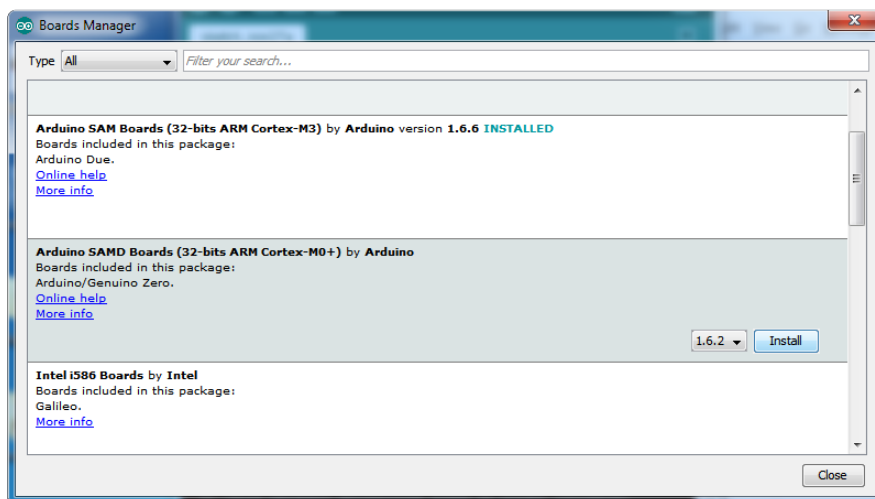 Boards Manager
Type All Filter your search...
Arduino SAM Boards (32-bits ARM Cortex-M3) by Arduino version 1.6.6 INSTALLED
Boards included in this package:
Arduino Due.
Online help
More info
Arduino SAMD Boards (32-bits ARM Cortex-M0+) by Arduino
Boards included in this package:
Arduino/Genuino Zero.
Online help
More info
1.6.2 Install
Intel i586 Boards by Intel
Boards included in this package:
Galileo.
More info
Close